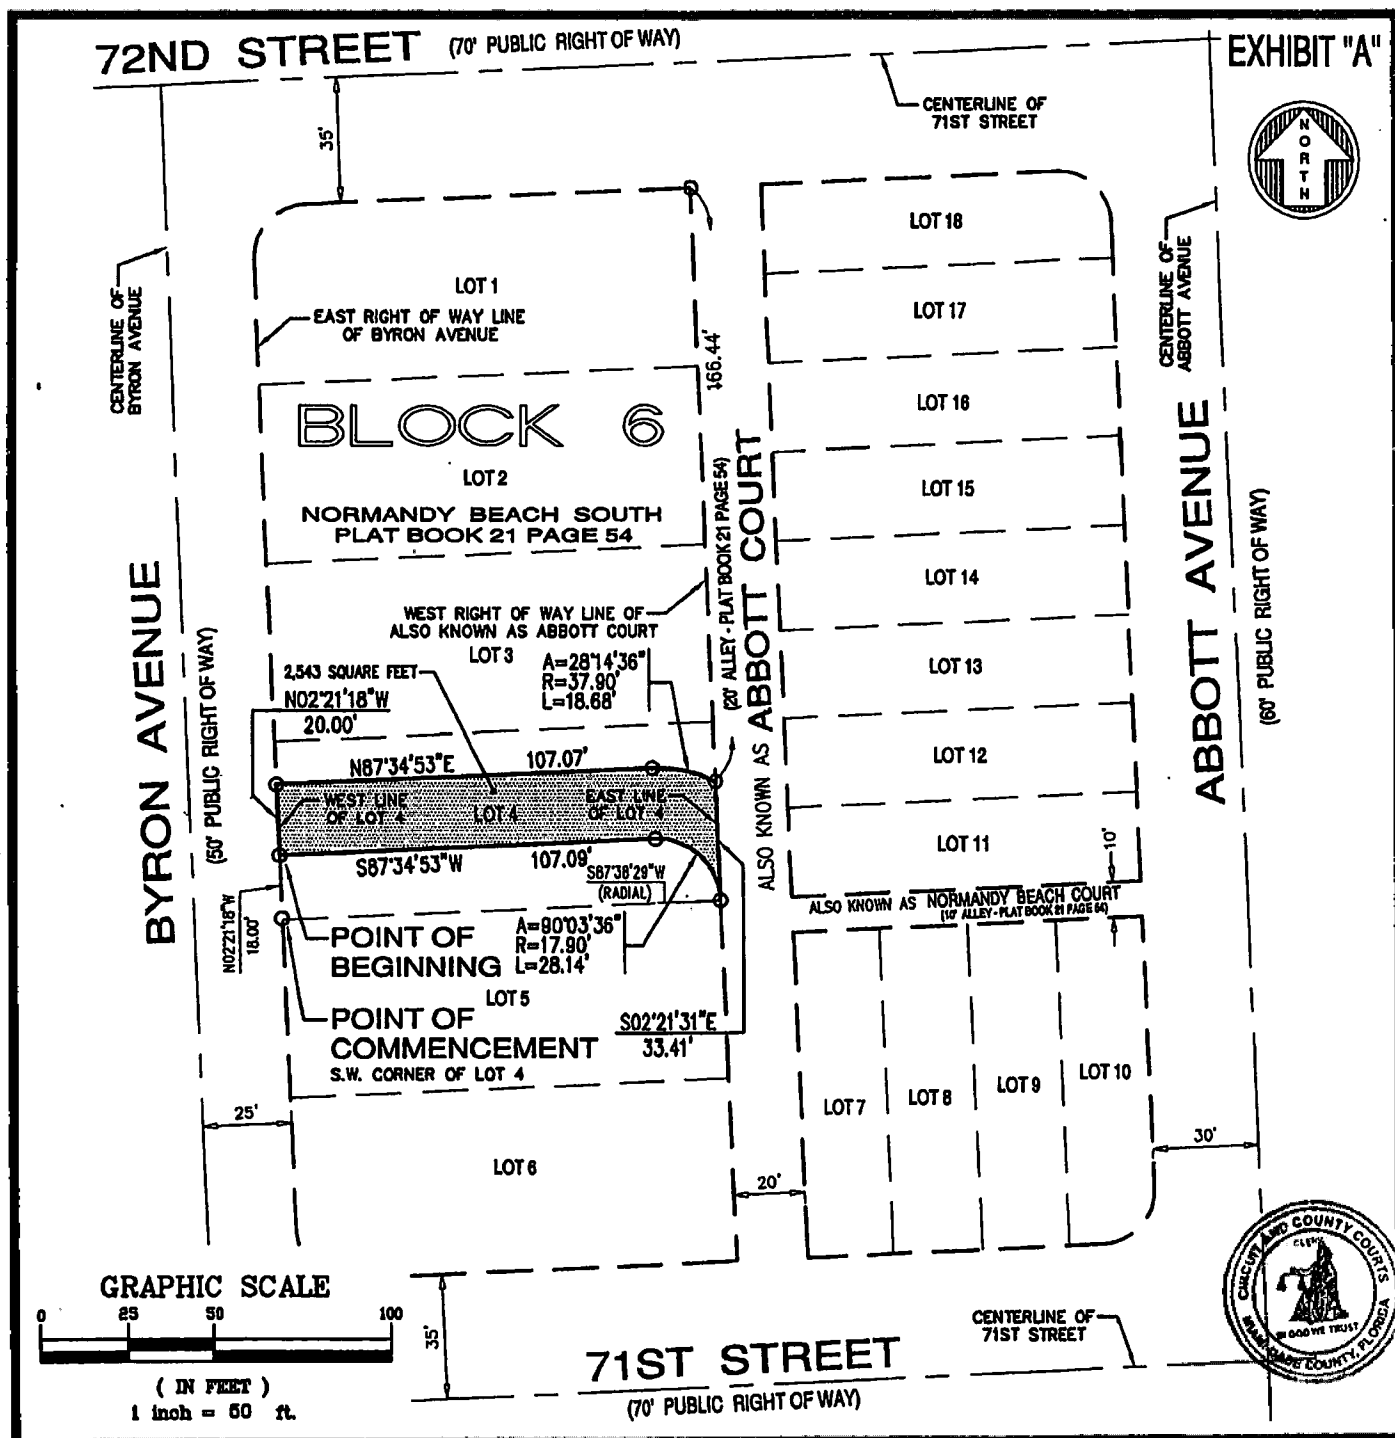 72ND STREET (70' PUBLIC RIGHT OF WAY)
EXHIBIT "A"
NORTH
CENTERLINE OF
71ST STREET
35'
CENTERLINE OF
BYRON AVENUE
LOT 1
EAST RIGHT OF WAY LINE
OF BYRON AVENUE
166.44'
LOT 18
LOT 17
LOT 16
LOT 15
LOT 14
LOT 13
LOT 12
LOT 11
CENTERLINE OF
ABBOTT AVENUE
BLOCK 6
LOT 2
NORMANDY BEACH SOUTH
PLAT BOOK 21 PAGE 54
(20' ALLEY - PLAT BOOK 21 PAGE 54)
ALSO KNOWN AS ABBOTT COURT
ABBOTT AVENUE
(60' PUBLIC RIGHT OF WAY)
BYRON AVENUE
(50' PUBLIC RIGHT OF WAY)
WEST RIGHT OF WAY LINE OF
ALSO KNOWN AS ABBOTT COURT
LOT 3
2,543 SQUARE FEET
A=28°14'36"
R=37.90'
L=18.68'
N02°21'18"W
20.00'
N87°34'53"E 107.07'
WEST LINE
OF LOT 4
LOT 4
EAST LINE
OF LOT 4
S87°34'53"W 107.09'
S87°38'29"W
(RADIAL)
10'
ALSO KNOWN AS NORMANDY BEACH COURT
(10' ALLEY - PLAT BOOK 21 PAGE 54)
N02°21'18"W
18.00'
POINT OF
BEGINNING
A=90°03'36"
R=17.90'
L=28.14'
LOT 5
POINT OF
COMMENCEMENT
S.W. CORNER OF LOT 4
S02°21'31"E
33.41'
LOT 7
LOT 8
LOT 9
LOT 10
25'
LOT 6
20'
30'
GRAPHIC SCALE
0 25 50 100
( IN FEET )
1 inch = 50 ft.
35'
71ST STREET
(70' PUBLIC RIGHT OF WAY)
CENTERLINE OF
71ST STREET
CIRCUIT AND COUNTY COURTS
CLERK
IN GOD WE TRUST
MIAMI-DADE COUNTY, FLORIDA